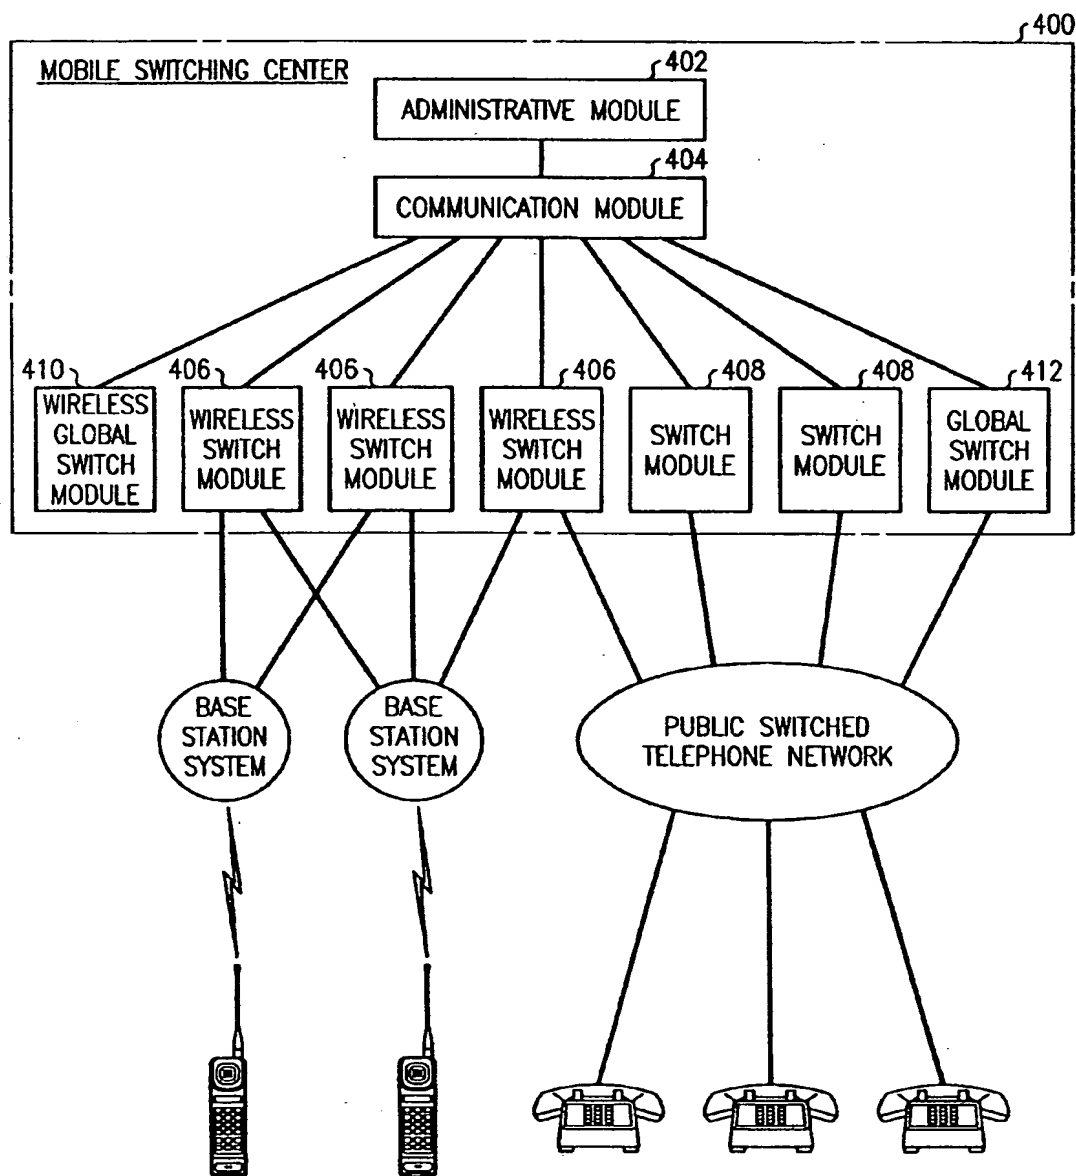 400
MOBILE SWITCHING CENTER
402
ADMINISTRATIVE MODULE
404
COMMUNICATION MODULE
410
WIRELESS
GLOBAL
SWITCH
MODULE
406
WIRELESS
SWITCH
MODULE
406
WIRELESS
SWITCH
MODULE
406
WIRELESS
SWITCH
MODULE
408
SWITCH
MODULE
408
SWITCH
MODULE
412
GLOBAL
SWITCH
MODULE
BASE
STATION
SYSTEM
BASE
STATION
SYSTEM
PUBLIC SWITCHED
TELEPHONE NETWORK